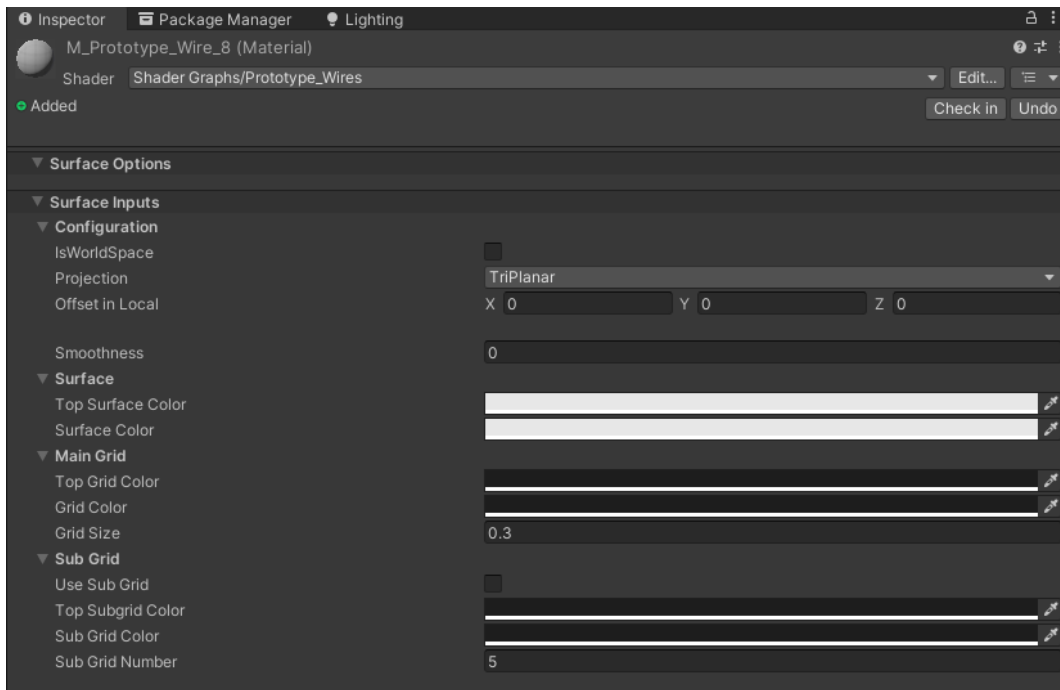 Inspector Package Manager Lighting
M_Prototype_Wire_8 (Material)
Shader Shader Graphs/Prototype_Wires Edit...
Added Check in Undo
Surface Options
Surface Inputs
Configuration
IsWorldSpace
Projection TriPlanar
Offset in Local X 0 Y 0 Z 0
Smoothness 0
Surface
Top Surface Color
Surface Color
Main Grid
Top Grid Color
Grid Color
Grid Size 0.3
Sub Grid
Use Sub Grid
Top Subgrid Color
Sub Grid Color
Sub Grid Number 5